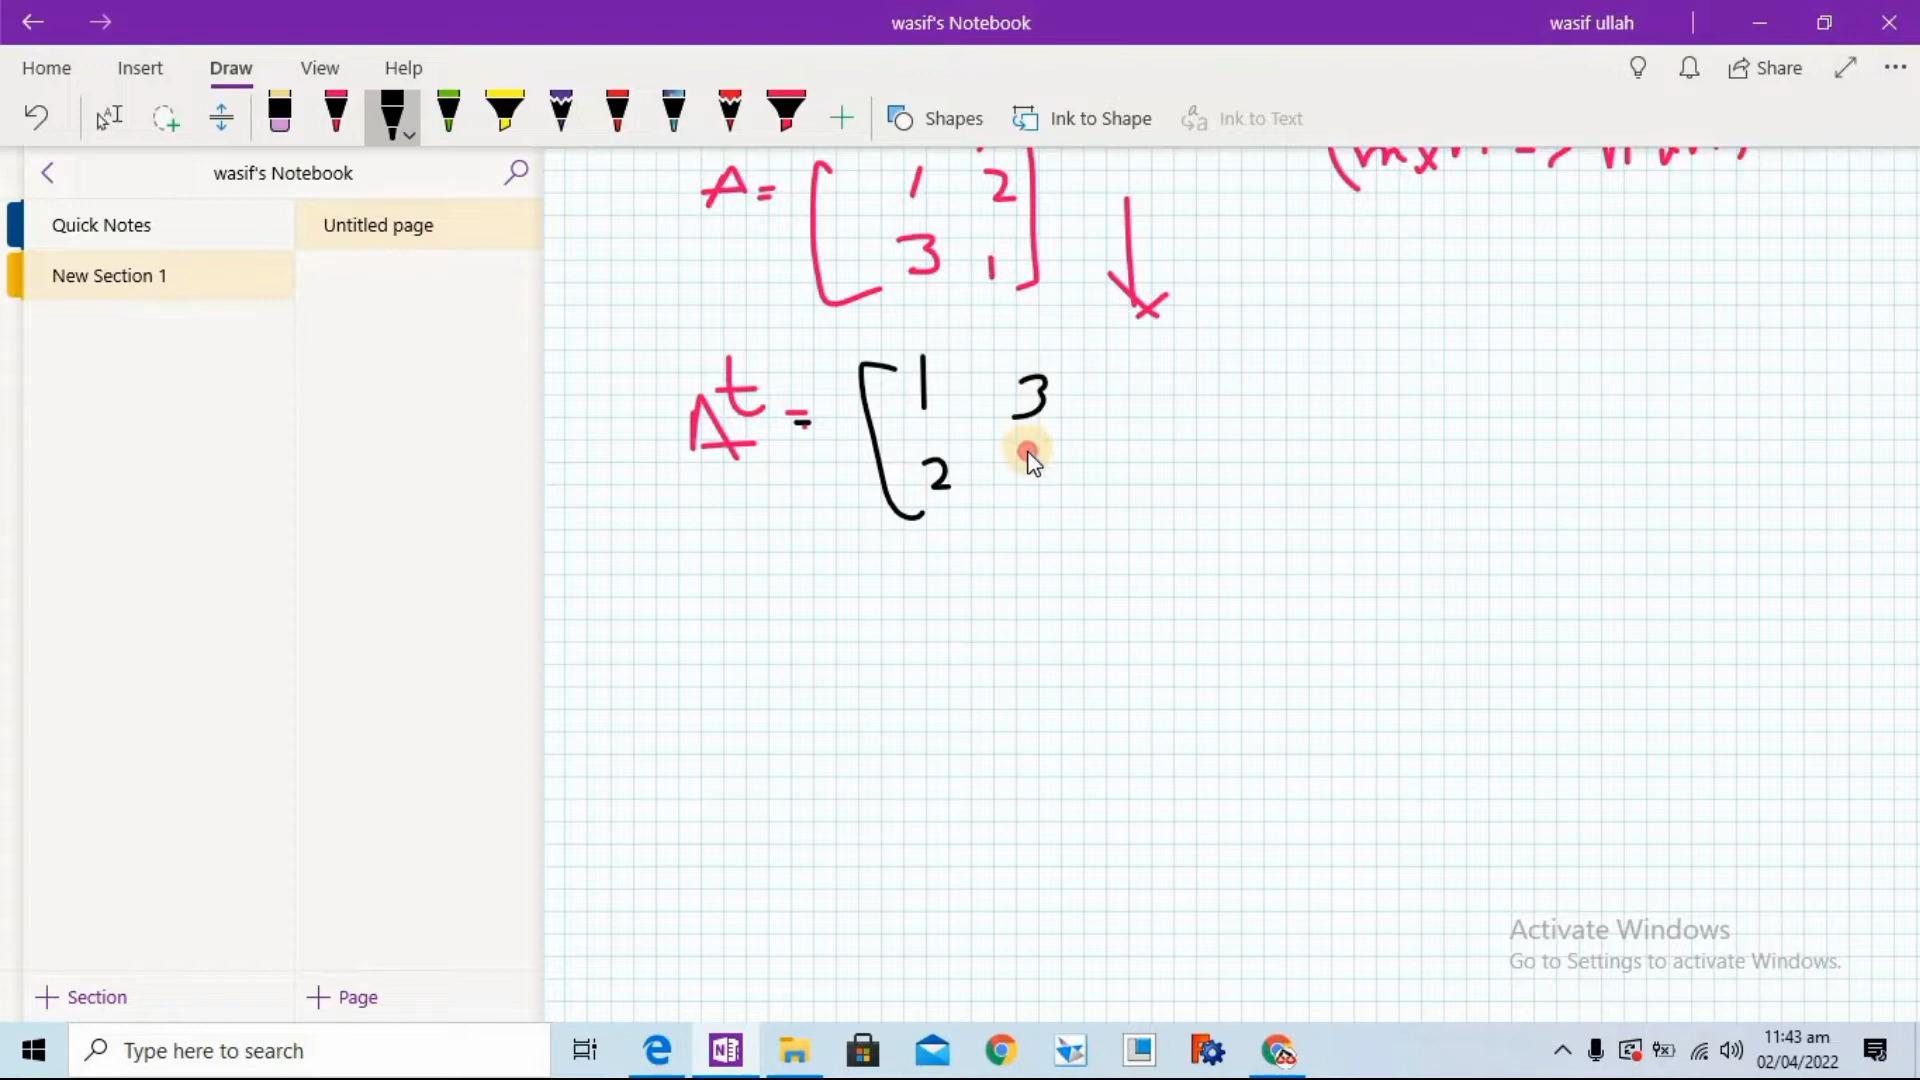 wasif's Notebook
wasif ullah
Home Insert Draw View Help
Share
Shapes
Ink to Shape
Ink to Text
wasif's Notebook
Quick Notes
Untitled page
New Section 1
A = [ 1 2
3 1 ]
A^t = [ 1 3
2
Activate Windows
Go to Settings to activate Windows.
Section
Page
Type here to search
11:43 am
02/04/2022